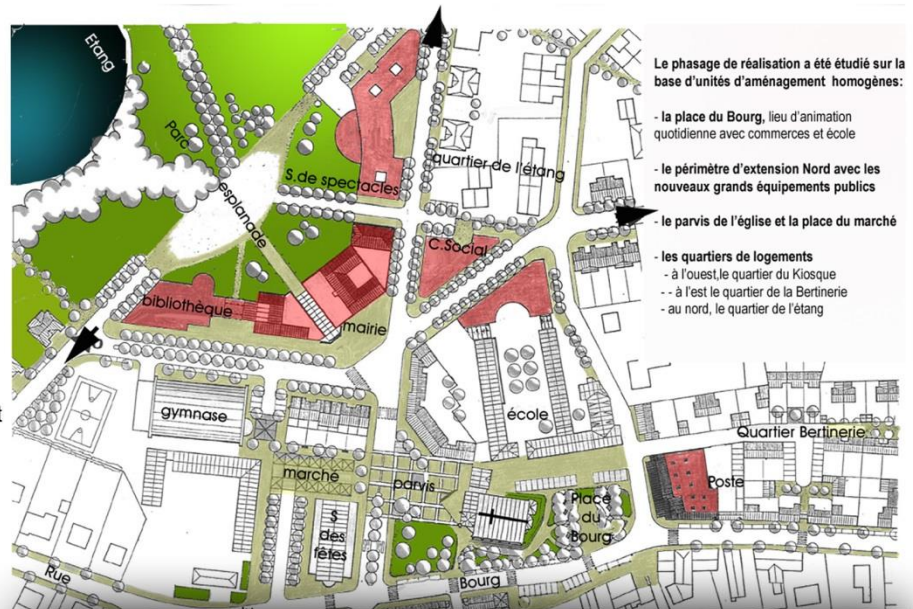 Etang
Parc
esplanade
S.de spectacles
quartier de l'étang
C.Social
bibliothèque
mairie
gymnase
école
Quartier Bertinerie
marché
parvis
Poste
Place
du
Bourg
S
des
fêtes
Rue
Bourg
Le phasage de réalisation a été étudié sur la
base d'unités d'aménagement homogènes:
- la place du Bourg, lieu d'animation
quotidienne avec commerces et école
- le périmètre d'extension Nord avec les
nouveaux grands équipements publics
- le parvis de l'église et la place du marché
- les quartiers de logements
- à l'ouest,le quartier du Kiosque
- - à l'est le quartier de la Bertinerie
- au nord, le quartier de l'étang